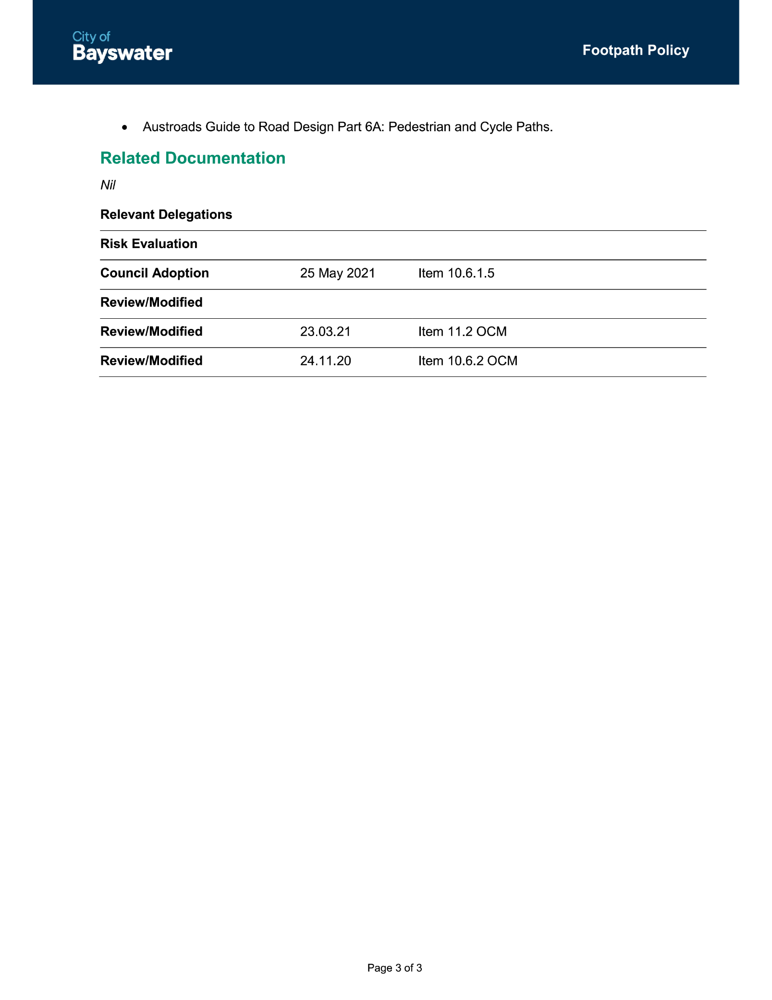 City of
Bayswater
Footpath Policy
• Austroads Guide to Road Design Part 6A: Pedestrian and Cycle Paths.
Related Documentation
Nil
Relevant Delegations
Risk Evaluation
Council Adoption 25 May 2021 Item 10.6.1.5
Review/Modified
Review/Modified 23.03.21 Item 11.2 OCM
Review/Modified 24.11.20 Item 10.6.2 OCM
Page 3 of 3